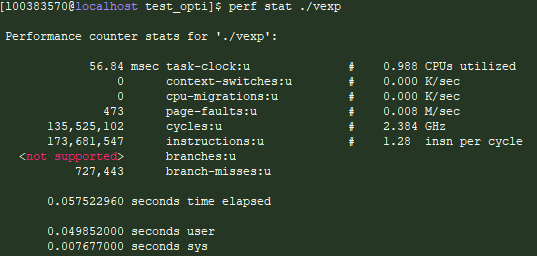 [l00383570@localhost test_opti]$ perf stat ./vexp
Performance counter stats for './vexp':
56.84 msec task-clock:u # 0.988 CPUs utilized
0 context-switches:u # 0.000 K/sec
0 cpu-migrations:u # 0.000 K/sec
473 page-faults:u # 0.008 M/sec
135,525,102 cycles:u # 2.384 GHz
173,681,547 instructions:u # 1.28 insn per cycle
<not supported> branches:u
727,443 branch-misses:u
0.057522960 seconds time elapsed
0.049852000 seconds user
0.007677000 seconds sys